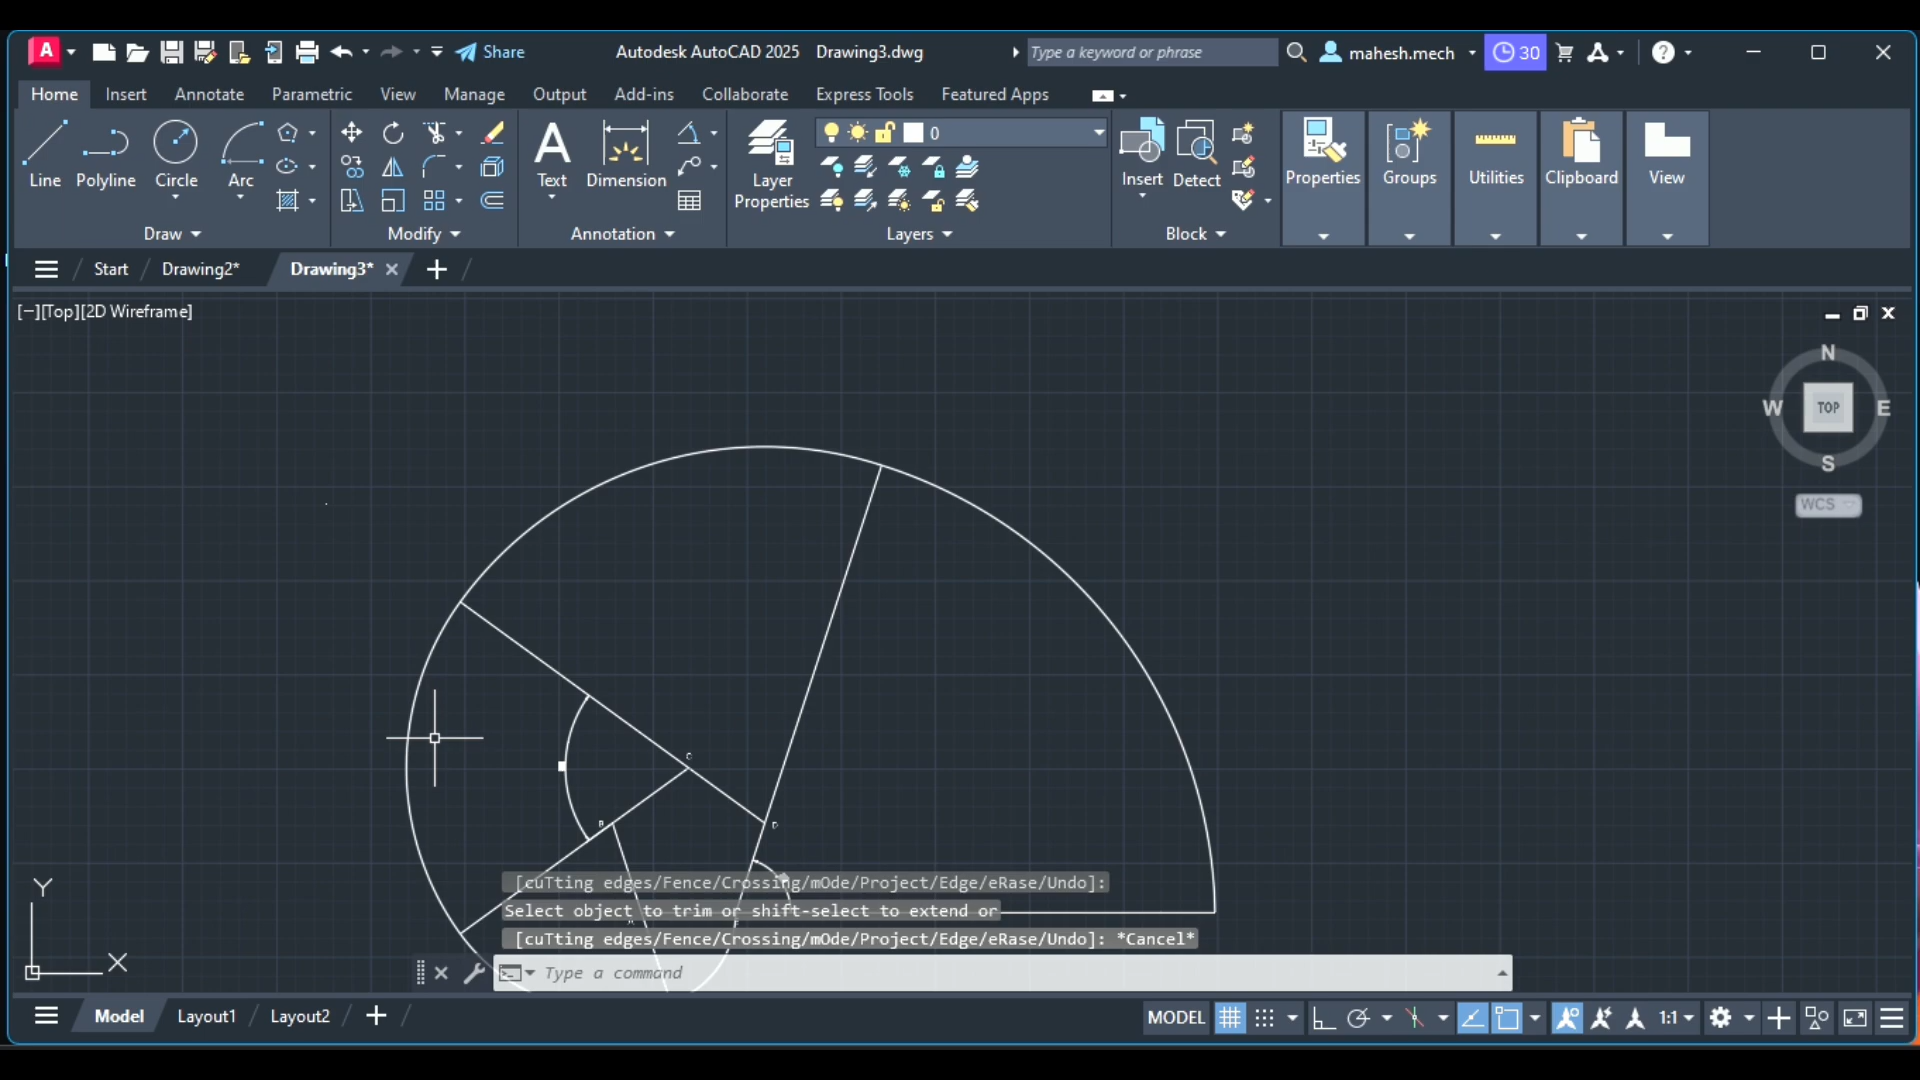 A Share Autodesk AutoCAD 2025 Drawing3.dwg Type a keyword or phrase mahesh.mech 30 ?
Home Insert Annotate Parametric View Manage Output Add-ins Collaborate Express Tools Featured Apps
0
Line Polyline Circle Arc A Text Dimension Layer Properties Insert Detect Properties Groups Utilities Clipboard View
Draw Modify Annotation Layers Block
Start Drawing2* Drawing3*
[−][Top][2D Wireframe]
N
W TOP E
S
WCS
C
B D
[cuTting edges/Fence/Crossing/mOde/Project/Edge/eRase/Undo]:
Select object to trim or shift-select to extend or
[cuTting edges/Fence/Crossing/mOde/Project/Edge/eRase/Undo]: *Cancel*
Y
X
Type a command
Model Layout1 Layout2 MODEL 1:1